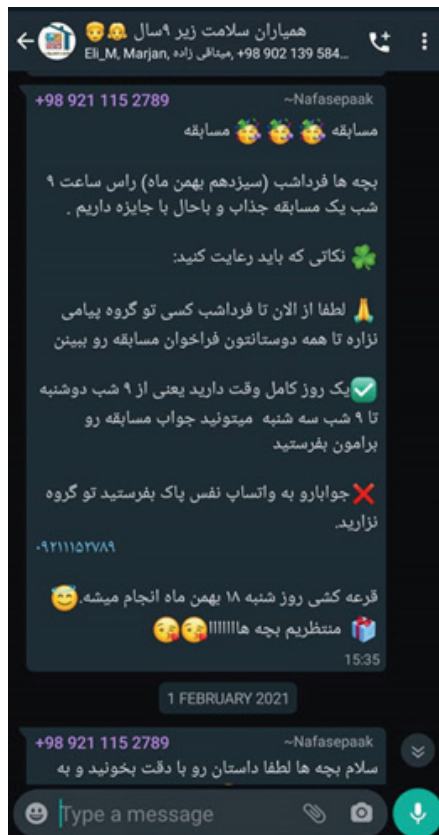 همیاران سلامت زیر ۹سال 👩‍🦰👨‍🦰
Eli_M, Marjan, میثاقی زاده, +98 902 139 584...
+98 921 115 2789 ~Nafasepaak
مسابقه 🥳 🥳 🥳 مسابقه
بچه ها فرداشب (سیزدهم بهمن ماه) راس ساعت ۹
شب یک مسابقه جذاب و باحال با جایزه داریم .
🍀 نکاتی که باید رعایت کنید:
🙏 لطفا از الان تا فرداشب کسی تو گروه پیامی
نزاره تا همه دوستانتون فراخوان مسابقه رو ببینن
✅یک روز کامل وقت دارید یعنی از ۹ شب دوشنبه
تا ۹ شب سه شنبه میتونید جواب مسابقه رو
برامون بفرستید
❌جوابارو به واتساپ نفس پاک بفرستید تو گروه
نزارید.
۰۹۲۱۱۱۵۲۷۸۹
قرعه کشی روز شنبه ۱۸ بهمن ماه انجام میشه.😇
🎁 منتظریم بچه هااااااا😘😘
15:35
1 FEBRUARY 2021
+98 921 115 2789 ~Nafasepaak
سلام بچه ها لطفا داستان رو با دقت بخونید و به
Type a message